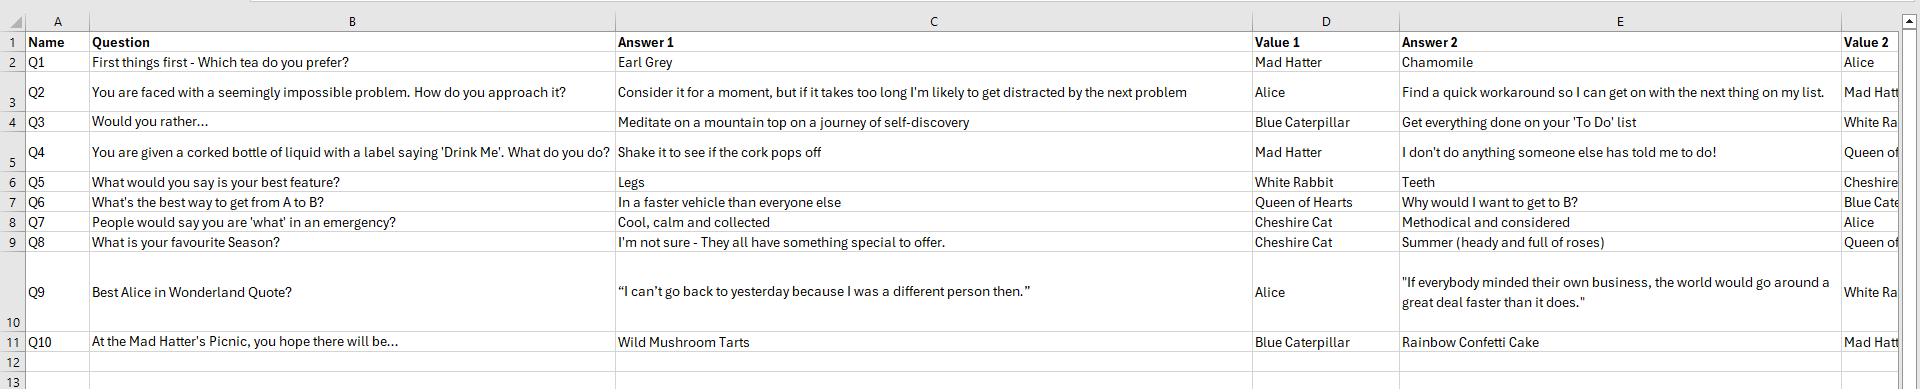 A B C D E
1 Name Question Answer 1 Value 1 Answer 2 Value 2
2 Q1 First things first - Which tea do you prefer? Earl Grey Mad Hatter Chamomile Alice
3 Q2 You are faced with a seemingly impossible problem. How do you approach it? Consider it for a moment, but if it takes too long I'm likely to get distracted by the next problem Alice Find a quick workaround so I can get on with the next thing on my list. Mad Hatt
4 Q3 Would you rather... Meditate on a mountain top on a journey of self-discovery Blue Caterpillar Get everything done on your 'To Do' list White Ra
5 Q4 You are given a corked bottle of liquid with a label saying 'Drink Me'. What do you do? Shake it to see if the cork pops off Mad Hatter I don't do anything someone else has told me to do! Queen of
6 Q5 What would you say is your best feature? Legs White Rabbit Teeth Cheshire
7 Q6 What's the best way to get from A to B? In a faster vehicle than everyone else Queen of Hearts Why would I want to get to B? Blue Cate
8 Q7 People would say you are 'what' in an emergency? Cool, calm and collected Cheshire Cat Methodical and considered Alice
9 Q8 What is your favourite Season? I'm not sure - They all have something special to offer. Cheshire Cat Summer (heady and full of roses) Queen of
10 Q9 Best Alice in Wonderland Quote? “I can’t go back to yesterday because I was a different person then.” Alice "If everybody minded their own business, the world would go around a
great deal faster than it does." White Ra
11 Q10 At the Mad Hatter's Picnic, you hope there will be... Wild Mushroom Tarts Blue Caterpillar Rainbow Confetti Cake Mad Hatt
12
13